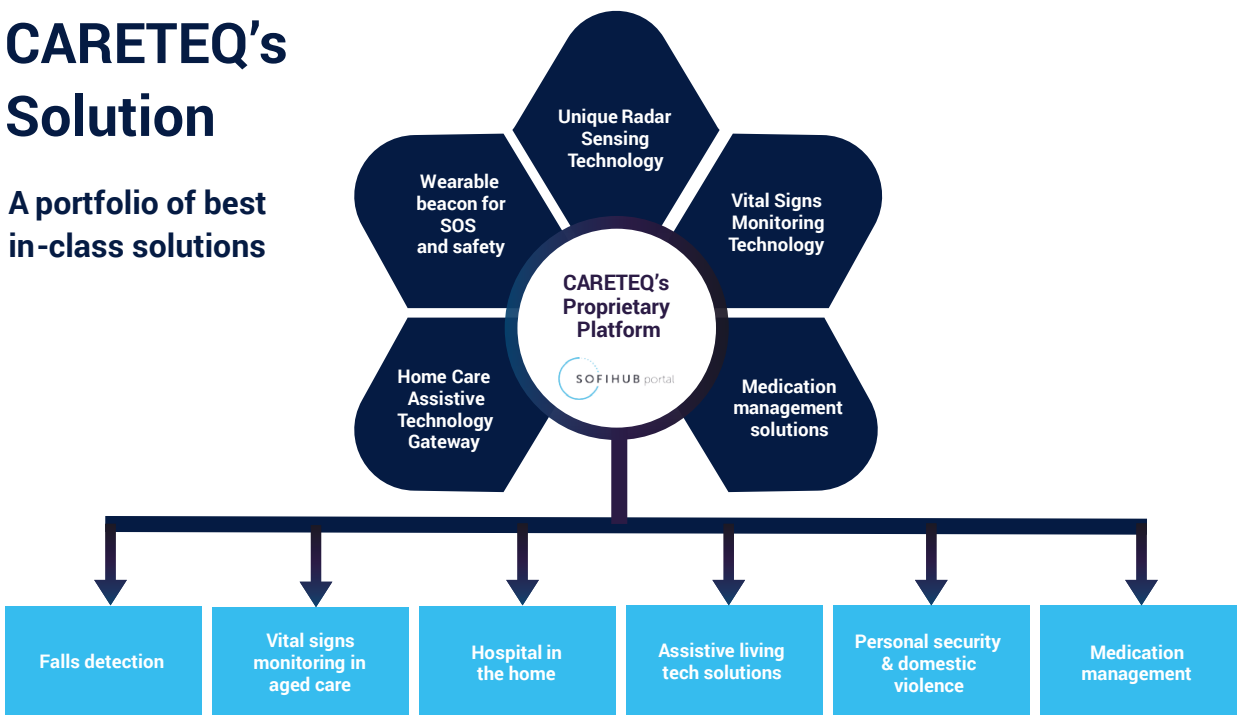 CARETEQ's
Solution
A portfolio of best
in-class solutions
Unique Radar
Sensing
Technology
Wearable
beacon for
SOS
and safety
Vital Signs
Monitoring
Technology
CARETEQ's
Proprietary
Platform
SOFIHUB portal
Home Care
Assistive
Technology
Gateway
Medication
management
solutions
Falls detection
Vital signs
monitoring in
aged care
Hospital in
the home
Assistive living
tech solutions
Personal security
& domestic
violence
Medication
management